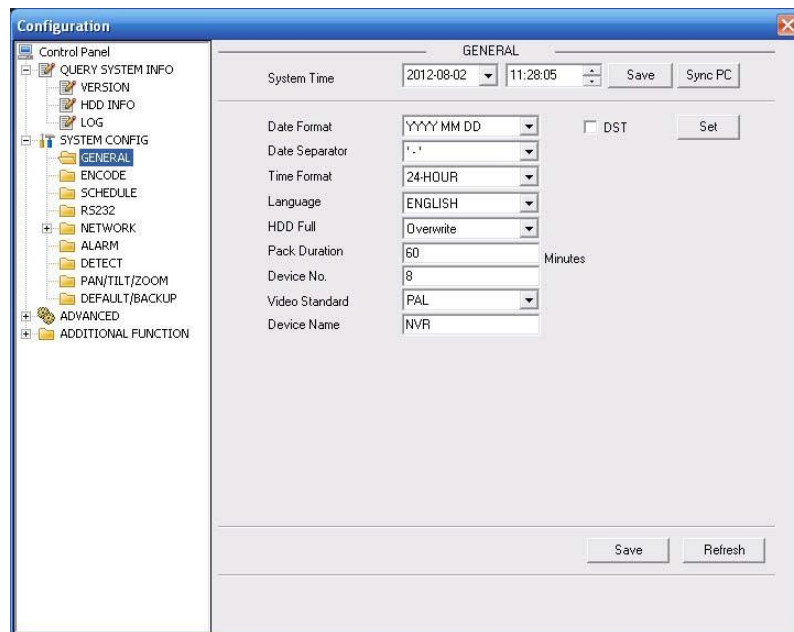 Configuration
Control Panel
QUERY SYSTEM INFO
VERSION
HDD INFO
LOG
SYSTEM CONFIG
GENERAL
ENCODE
SCHEDULE
RS232
NETWORK
ALARM
DETECT
PAN/TILT/ZOOM
DEFAULT/BACKUP
ADVANCED
ADDITIONAL FUNCTION
GENERAL
System Time 2012-08-02 11:28:05 Save Sync PC
Date Format YYYY MM DD DST Set
Date Separator '-'
Time Format 24-HOUR
Language ENGLISH
HDD Full Overwrite
Pack Duration 60 Minutes
Device No. 8
Video Standard PAL
Device Name NVR
Save Refresh